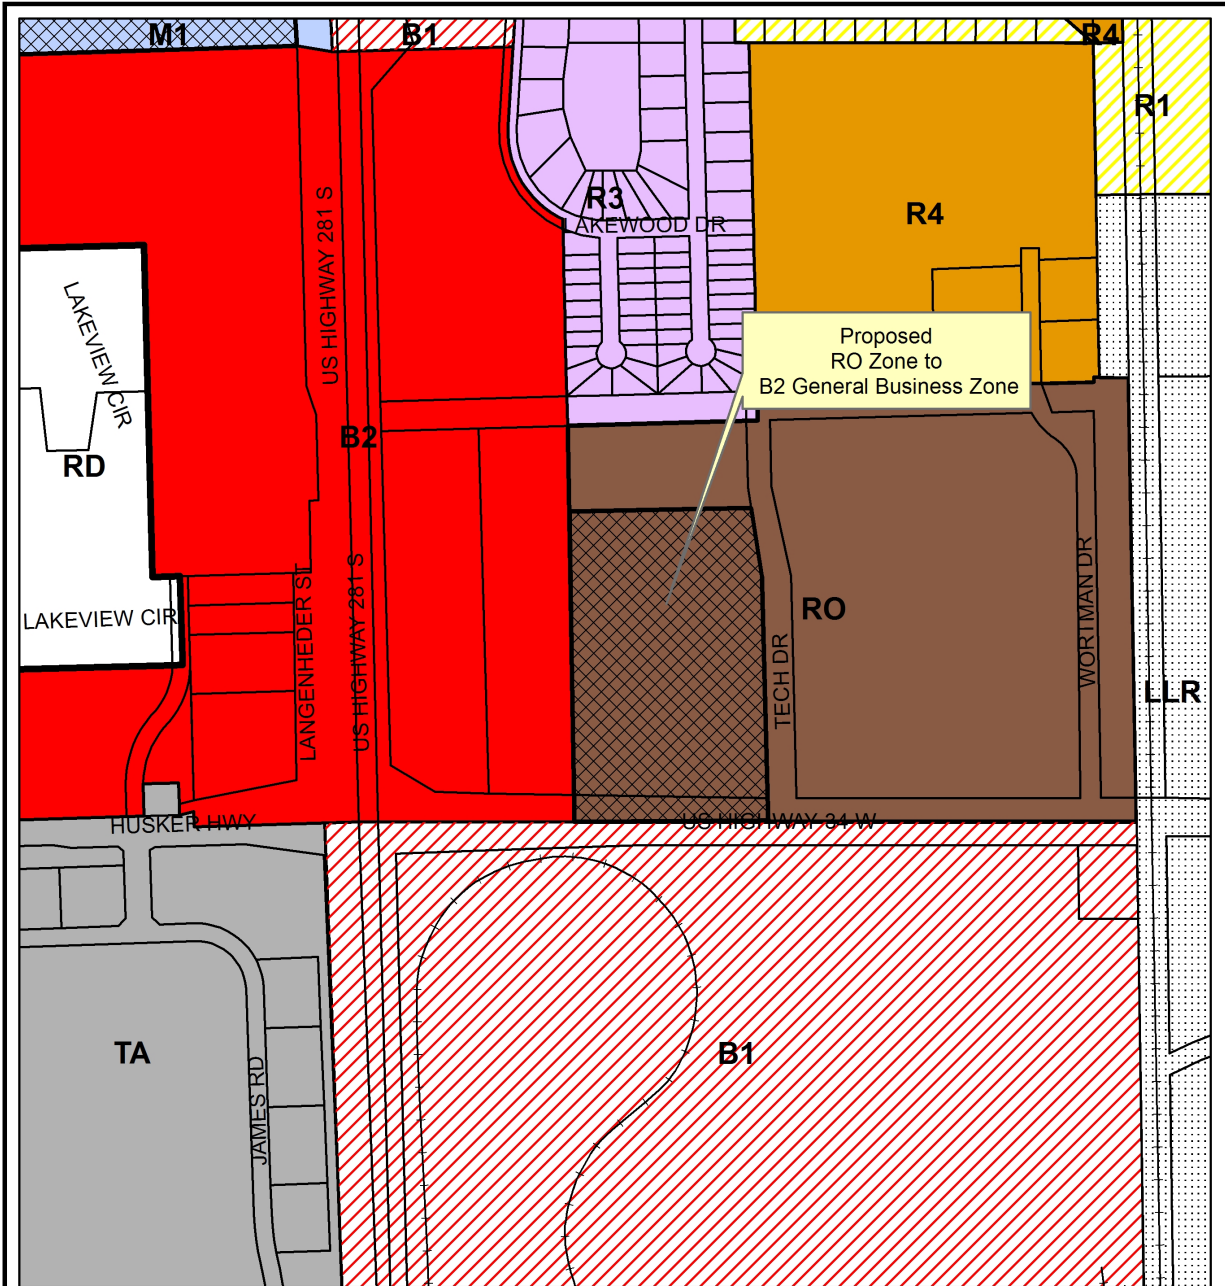 M1
B1
R4
R1
R3
LAKEWOOD DR
R4
US HIGHWAY 281 S
LAKEVIEW CIR
Proposed
RO Zone to
B2 General Business Zone
B2
RD
LAKEVIEW CIR
LANGENHEDER ST
US HIGHWAY 281 S
RO
TECH DR
WORTMAN DR
LLR
HUSKER HWY
US HIGHWAY 34 W
TA
B1
JAMES RD